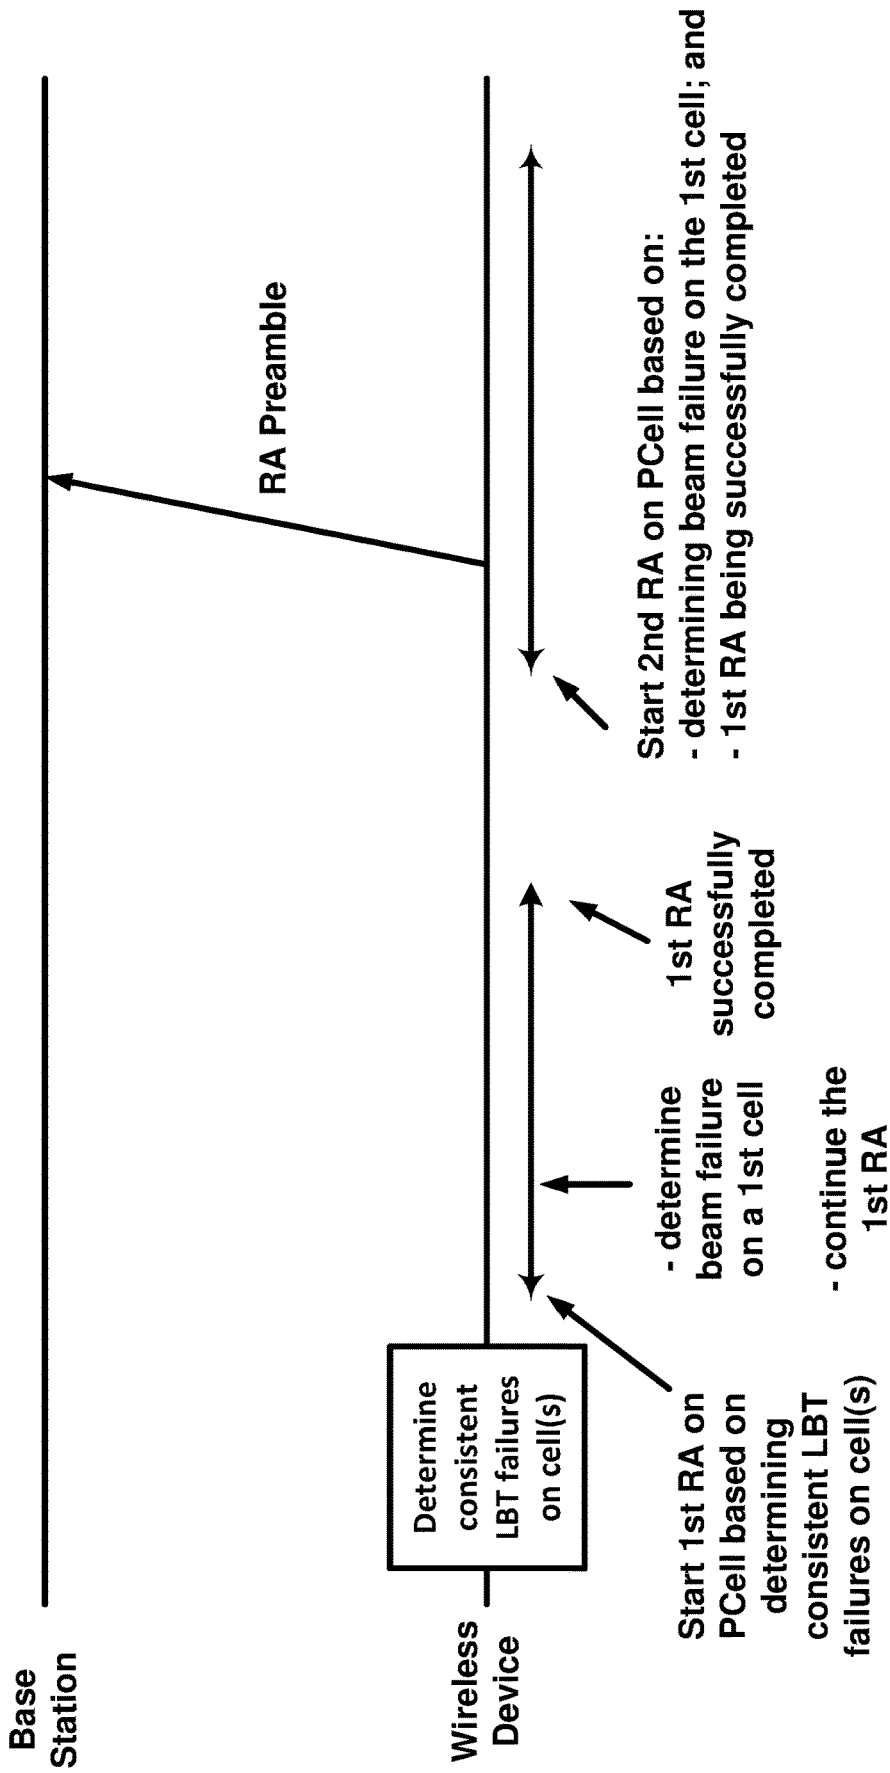 Base
Station
RA Preamble
Wireless
Device
Determine
consistent
LBT failures
on cell(s)
Start 1st RA on
PCell based on
determining
consistent LBT
failures on cell(s)
- determine
beam failure
on a 1st cell
- continue the
1st RA
1st RA
successfully
completed
Start 2nd RA on PCell based on:
- determining beam failure on the 1st cell; and
- 1st RA being successfully completed